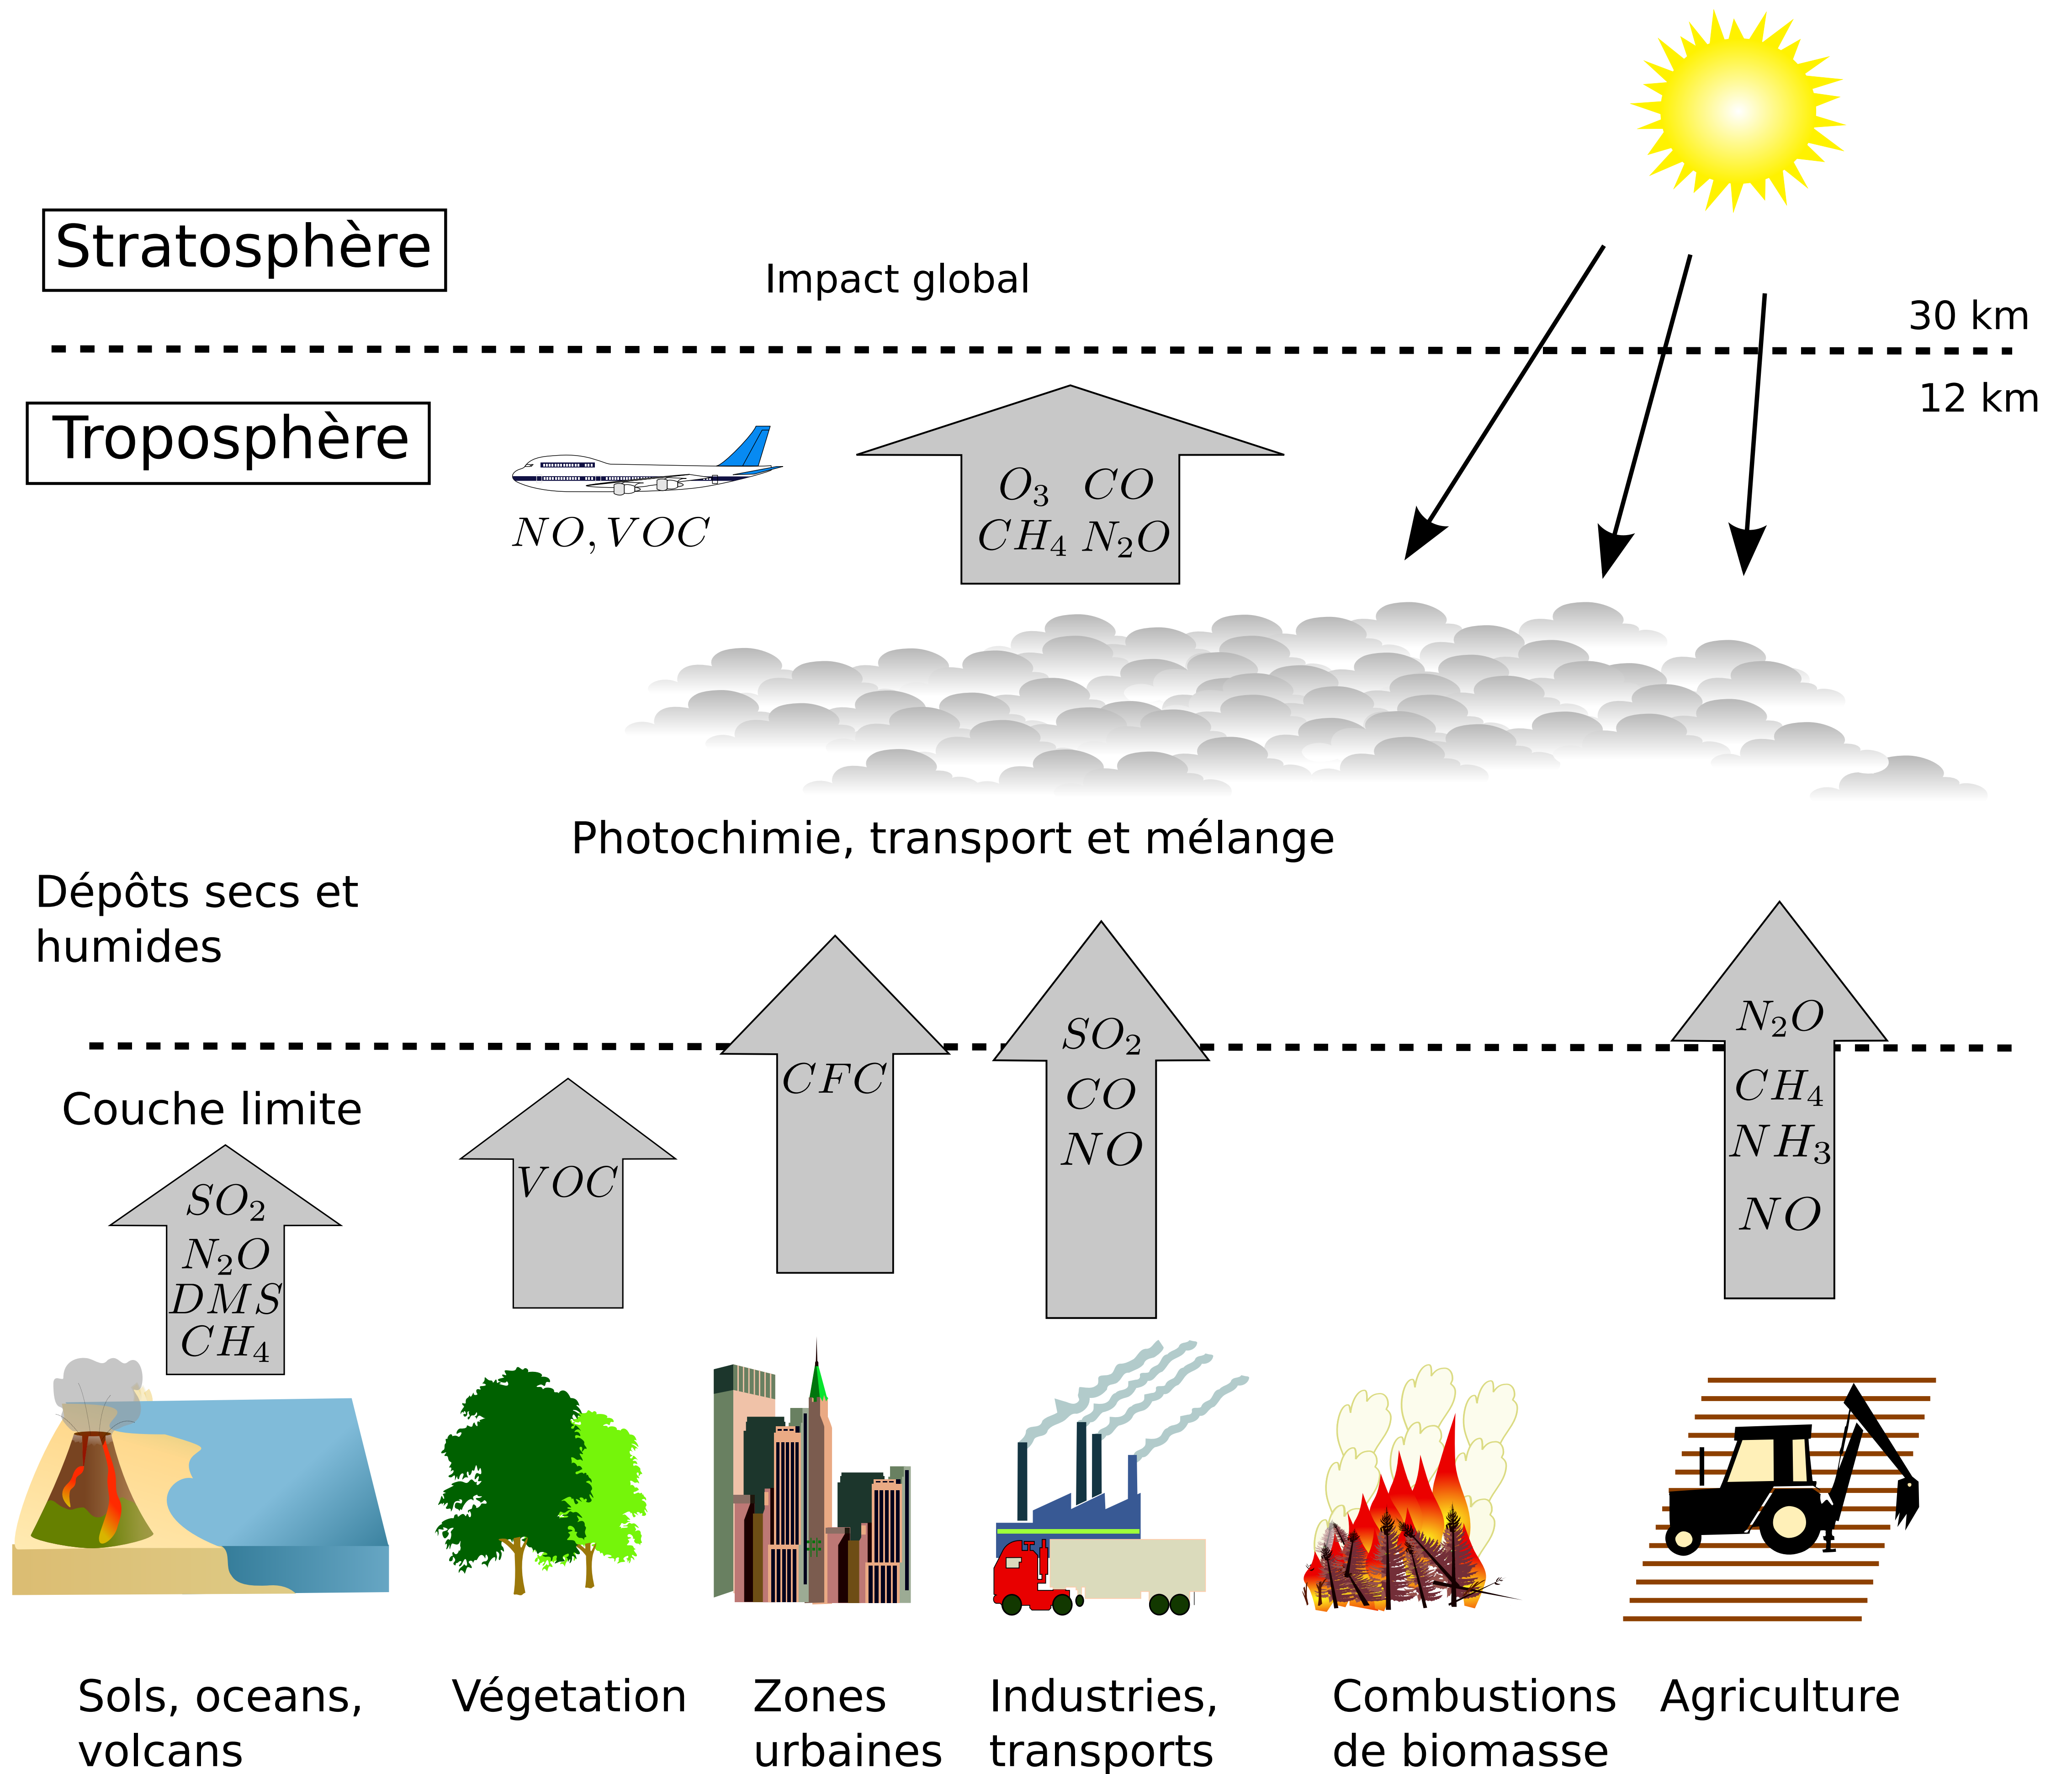 Stratosphère
Impact global
30 km
12 km
Troposphère
NO, VOC
O₃ CO
CH₄ N₂O
Photochimie, transport et mélange
Dépôts secs et
humides
Couche limite
SO₂
N₂O
DMS
CH₄
VOC
CFC
SO₂
CO
NO
N₂O
CH₄
NH₃
NO
Sols, oceans,
volcans
Végetation
Zones
urbaines
Industries,
transports
Combustions
de biomasse
Agriculture